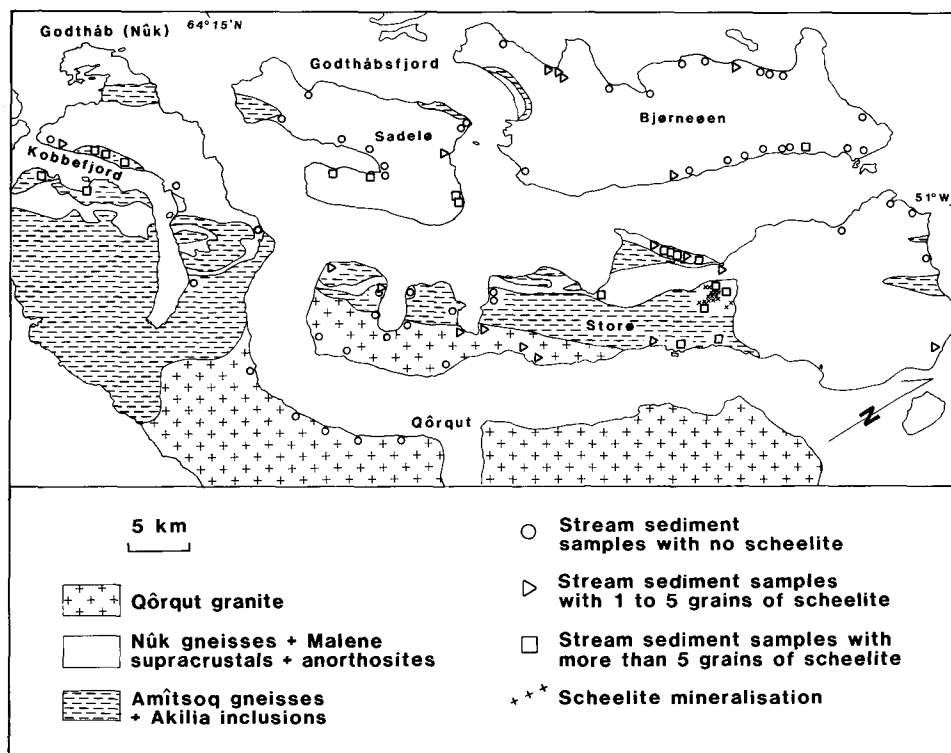 Godthåb (Nûk)
64°15'N
Godthåbsfjord
Bjørneøen
Sadelø
Kobbefjord
51°W
Storø
Qôrqut
N
5 km
Qôrqut granite
Nûk gneisses + Malene
supracrustals + anorthosites
Amîtsoq gneisses
+ Akilia inclusions
Stream sediment
samples with no scheelite
Stream sediment samples
with 1 to 5 grains of scheelite
Stream sediment samples with
more than 5 grains of scheelite
Scheelite mineralisation